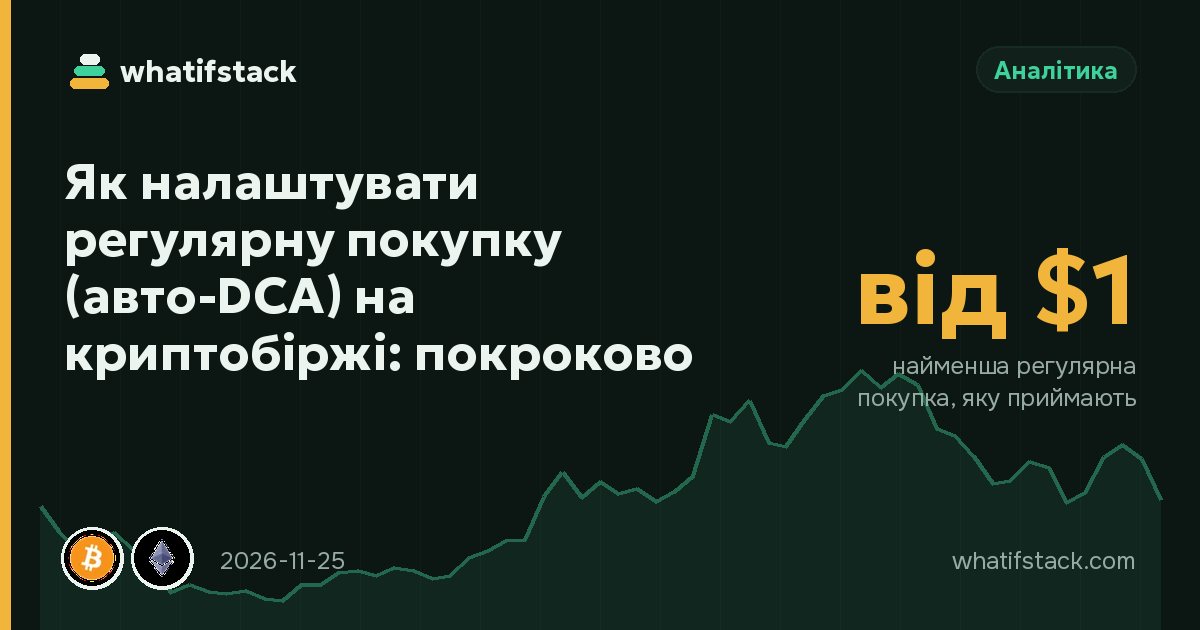 whatifstack
Аналітика
Як налаштувати
регулярну покупку
(авто-DCA) на
криптобіржі: покроково
від $1
найменша регулярна
покупка, яку приймають
2026-11-25
whatifstack.com